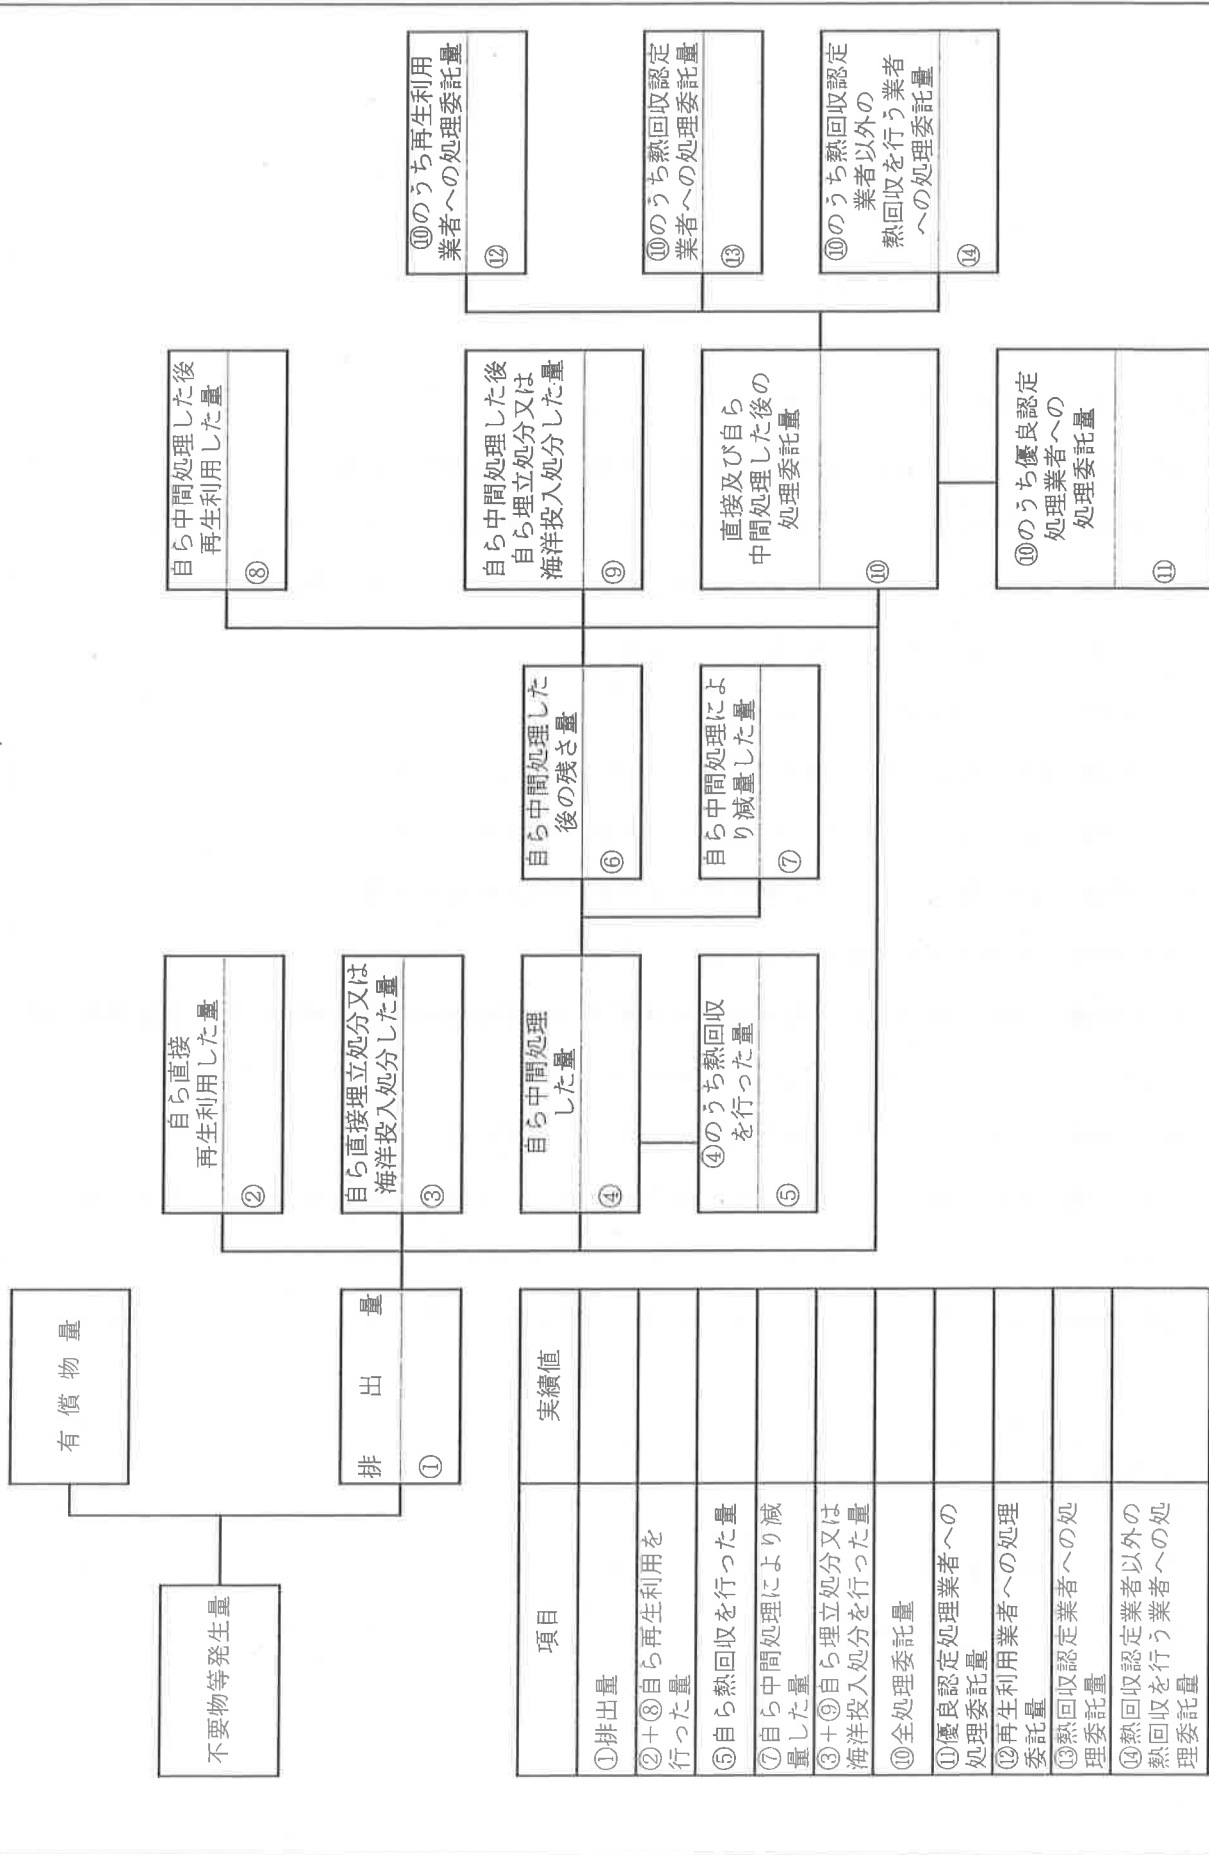 有償物量
不要物等発生量
排出量
①
自ら直接
再生利用した量
②
自ら直接埋立処分又は
海洋投入処分した量
③
自ら中間処理
した量
④
④のうち熱回収
を行った量
⑤
自ら中間処理した
後の残さ量
⑥
自ら中間処理によ
り減量した量
⑦
自ら中間処理した後
再生利用した量
⑧
自ら中間処理した後
自ら埋立処分又は
海洋投入処分した量
⑨
直接及び自ら
中間処理した後の
処理委託量
⑩
⑩のうち優良認定
処理業者への
処理委託量
⑪
⑩のうち再生利用
業者への処理委託量
⑫
⑩のうち熱回収認定
業者への処理委託量
⑬
⑩のうち熱回収認定
業者以外の
熱回収を行う業者
への処理委託量
⑭
項目
実績値
①排出量
②+⑧自ら再生利用を
行った量
⑤自ら熱回収を行った量
⑦自ら中間処理により減
量した量
③+⑨自ら埋立処分又は
海洋投入処分を行った量
⑩全処理委託量
⑪優良認定処理業者への
処理委託量
⑫再生利用業者への処理
委託量
⑬熱回収認定業者への処
理委託量
⑭熱回収認定業者以外の
熱回収を行う業者への処
理委託量